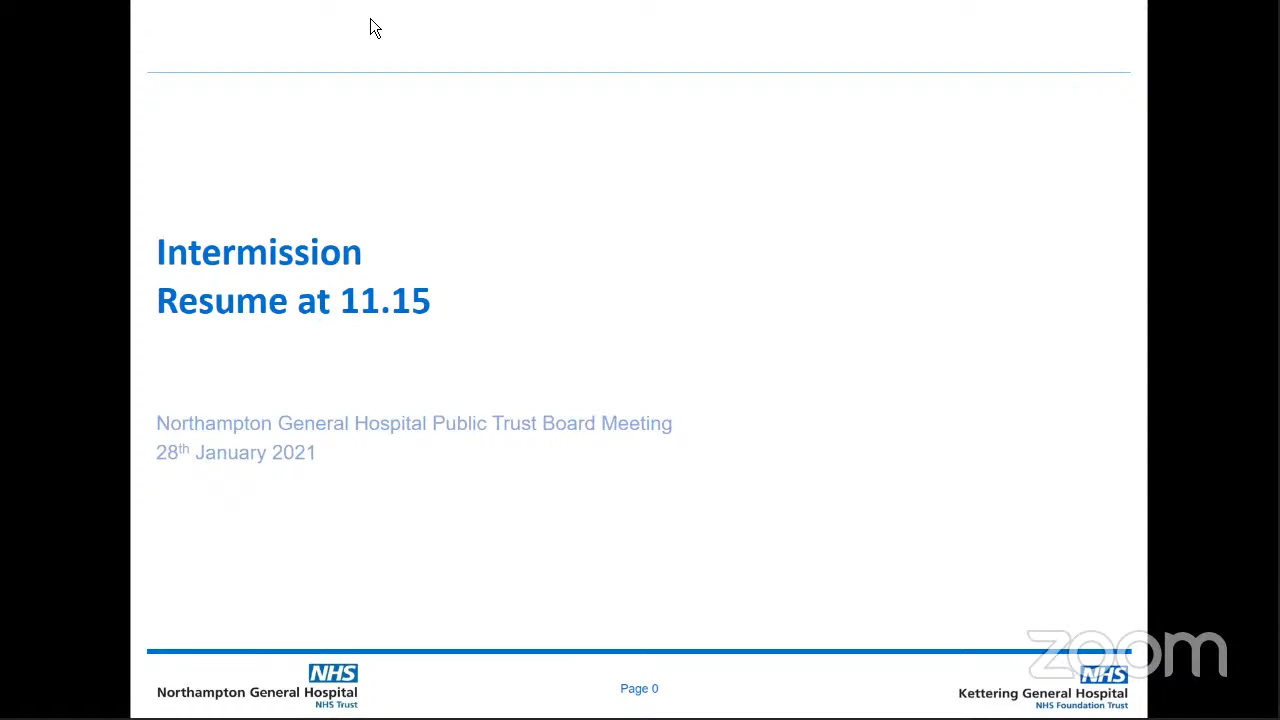 Intermission
Resume at 11.15
Northampton General Hospital Public Trust Board Meeting
28th January 2021
zoom
NHS
Northampton General Hospital
NHS Trust
Page 0
NHS
Kettering General Hospital
NHS Foundation Trust